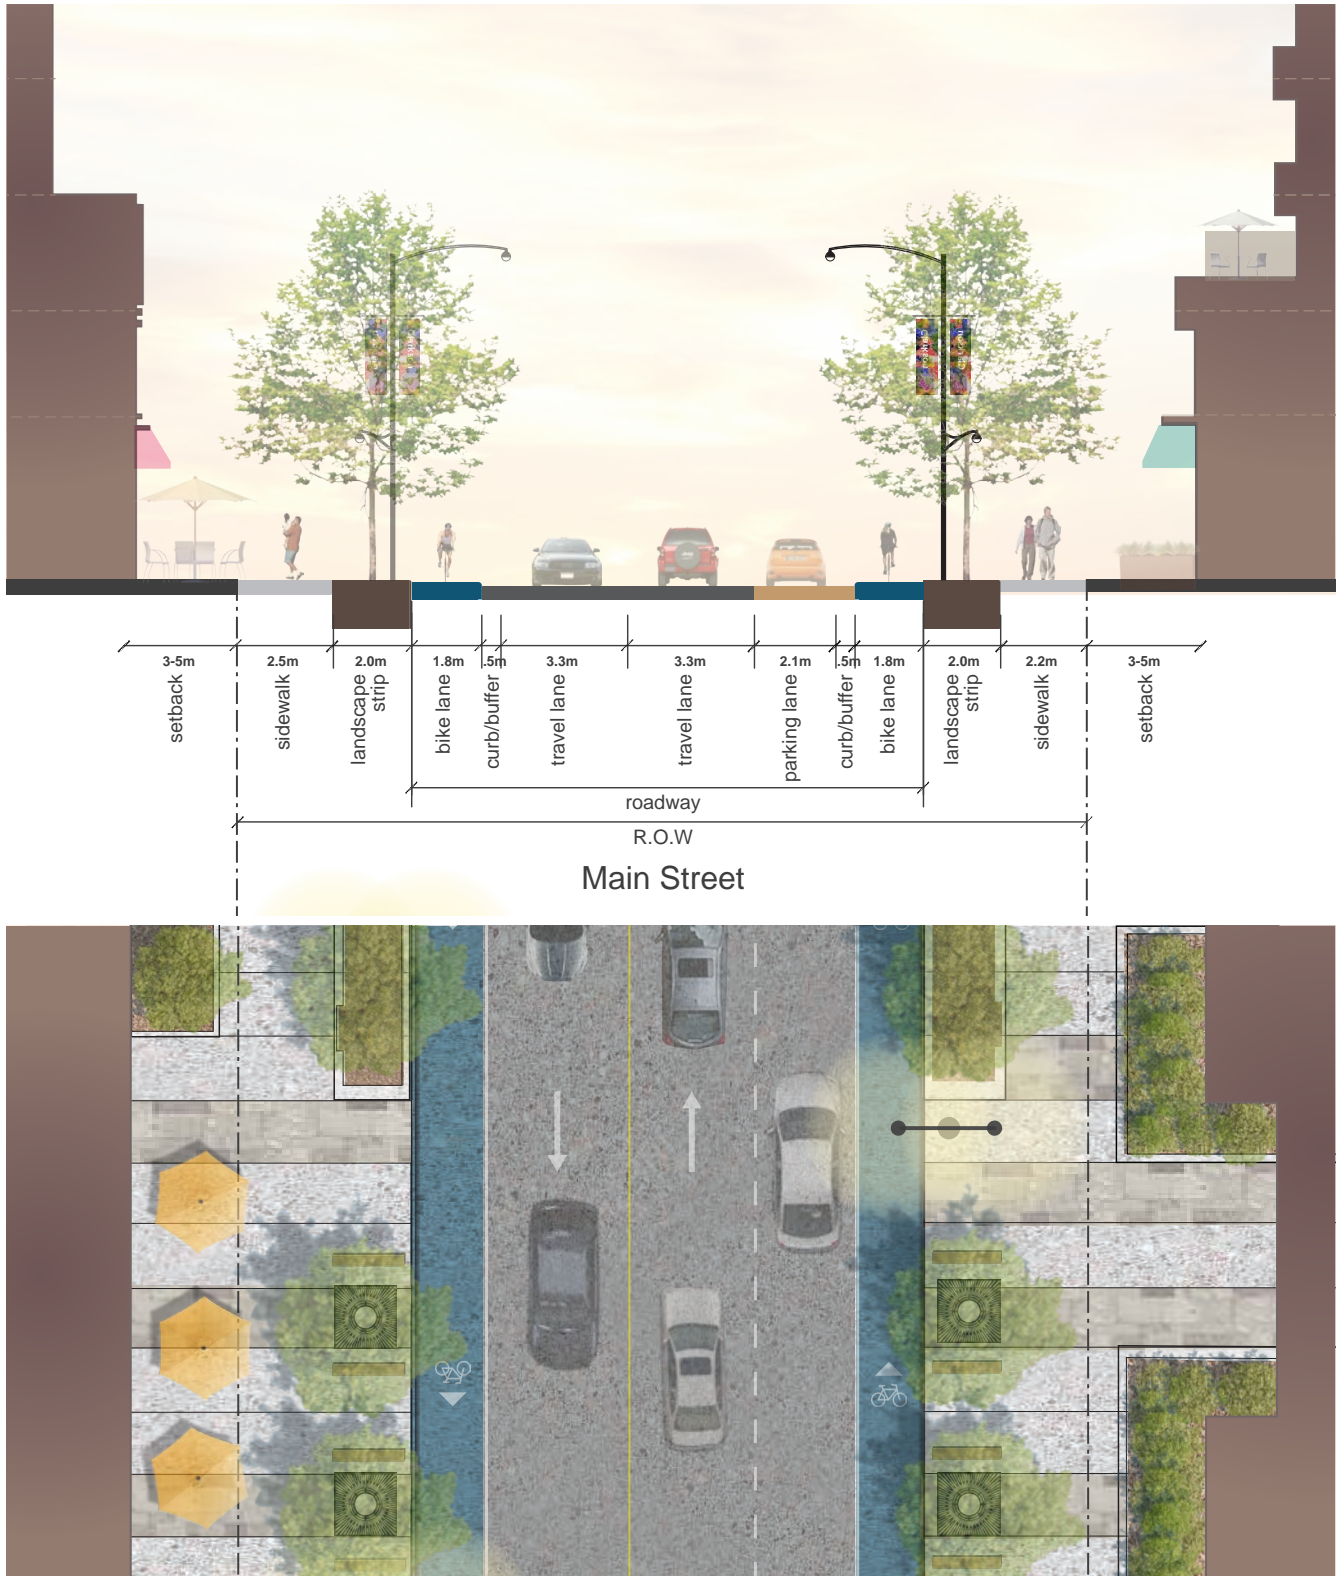 3-5m
2.5m
2.0m
1.8m
.5m
3.3m
3.3m
2.1m
.5m
1.8m
2.0m
2.2m
3-5m
setback
sidewalk
landscape
strip
bike lane
curb/buffer
travel lane
travel lane
parking lane
curb/buffer
bike lane
landscape
strip
sidewalk
setback
roadway
R.O.W
Main Street